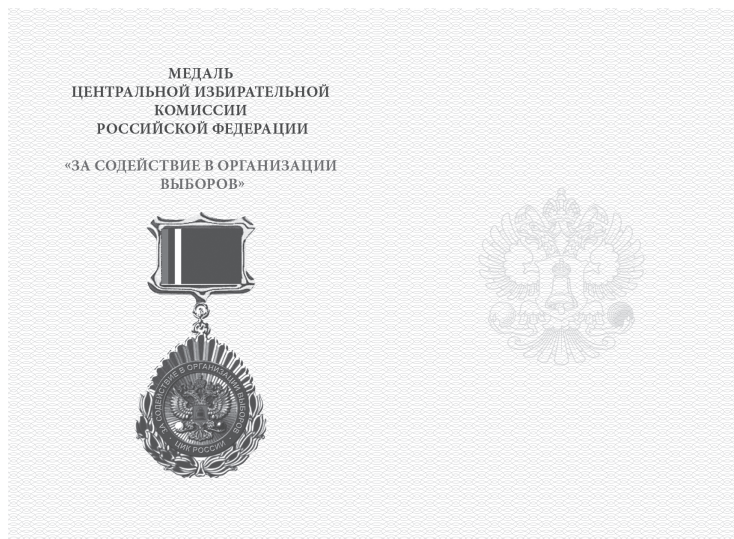 МЕДАЛЬ
ЦЕНТРАЛЬНОЙ ИЗБИРАТЕЛЬНОЙ
КОМИССИИ
РОССИЙСКОЙ ФЕДЕРАЦИИ
«ЗА СОДЕЙСТВИЕ В ОРГАНИЗАЦИИ
ВЫБОРОВ»
ЗА СОДЕЙСТВИЕ В ОРГАНИЗАЦИИ ВЫБОРОВ
ЦИК РОССИИ